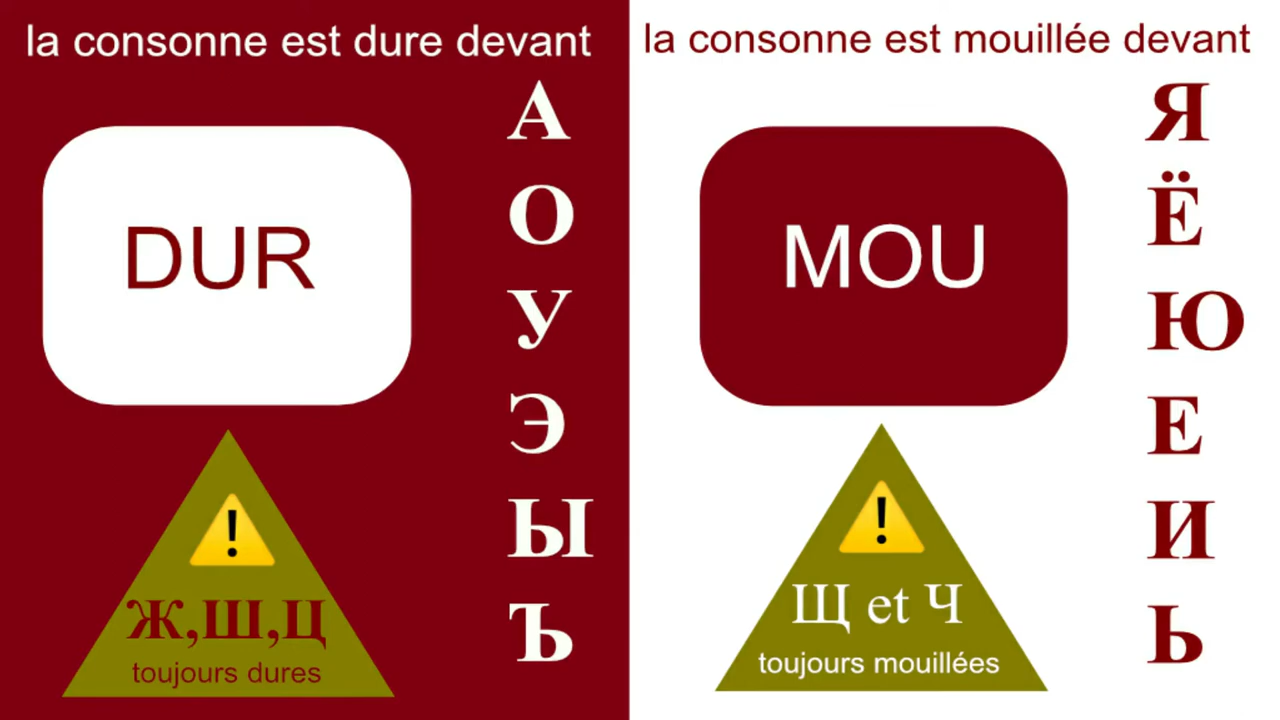 la consonne est dure devant
DUR
А
О
У
Э
Ы
Ъ
Ж,Ш,Ц
toujours dures
la consonne est mouillée devant
MOU
Я
Ё
Ю
Е
И
Ь
Щ et Ч
toujours mouillées